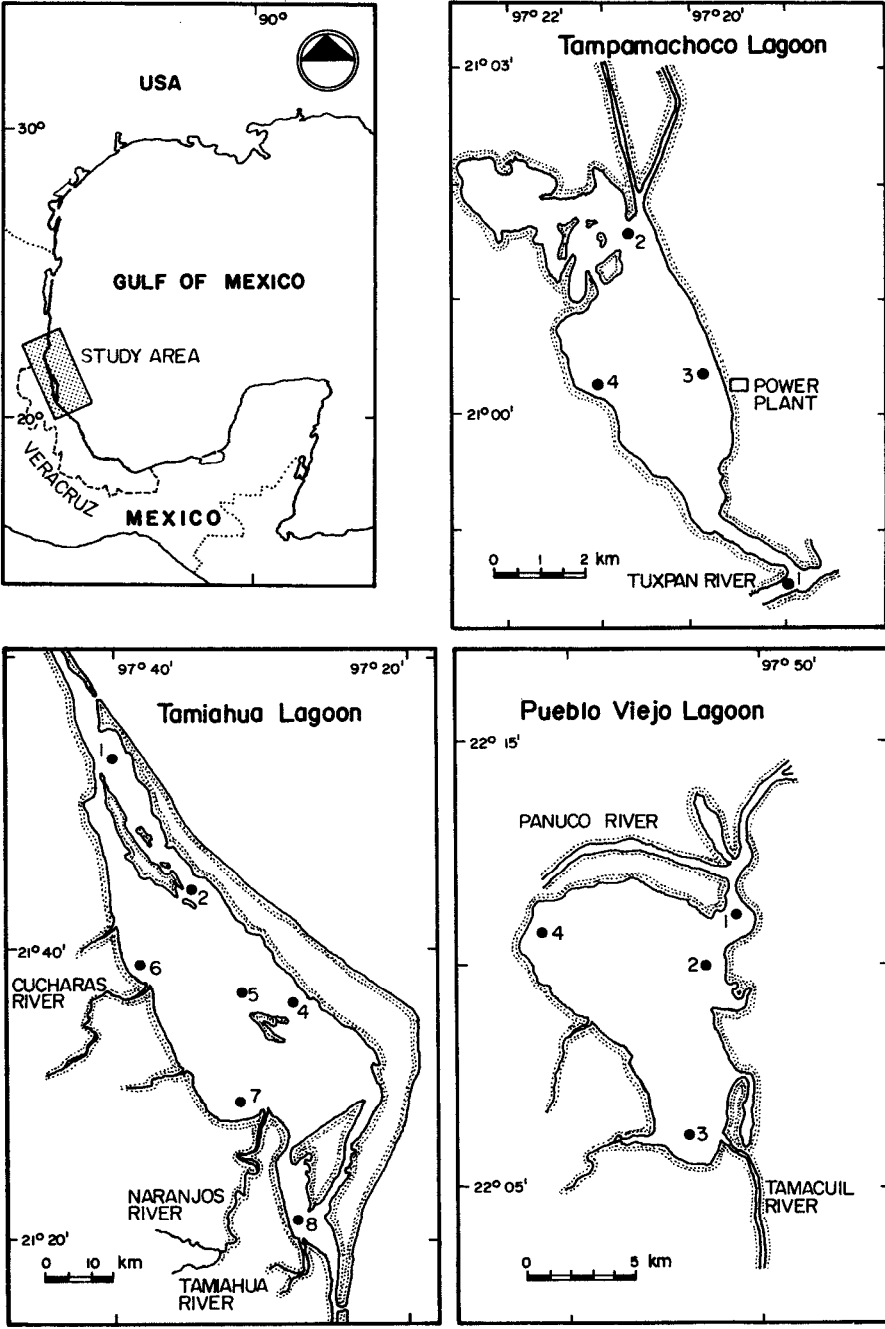 90°
USA
30°
GULF OF MEXICO
STUDY AREA
20°
VERACRUZ
MEXICO
97° 22'
97° 20'
Tampamachoco Lagoon
21° 03'
2
4
3
POWER
PLANT
21° 00'
0 1 2 km
TUXPAN RIVER
1
97° 40'
97° 20'
Tamiahua Lagoon
1
2
21° 40'
6
CUCHARAS
RIVER
5
4
7
NARANJOS
RIVER
8
21° 20'
0 10 km
TAMIAHUA
RIVER
97° 50'
Pueblo Viejo Lagoon
22° 15'
PANUCO RIVER
1
4
2
3
22° 05'
TAMACUIL
RIVER
0 5 km